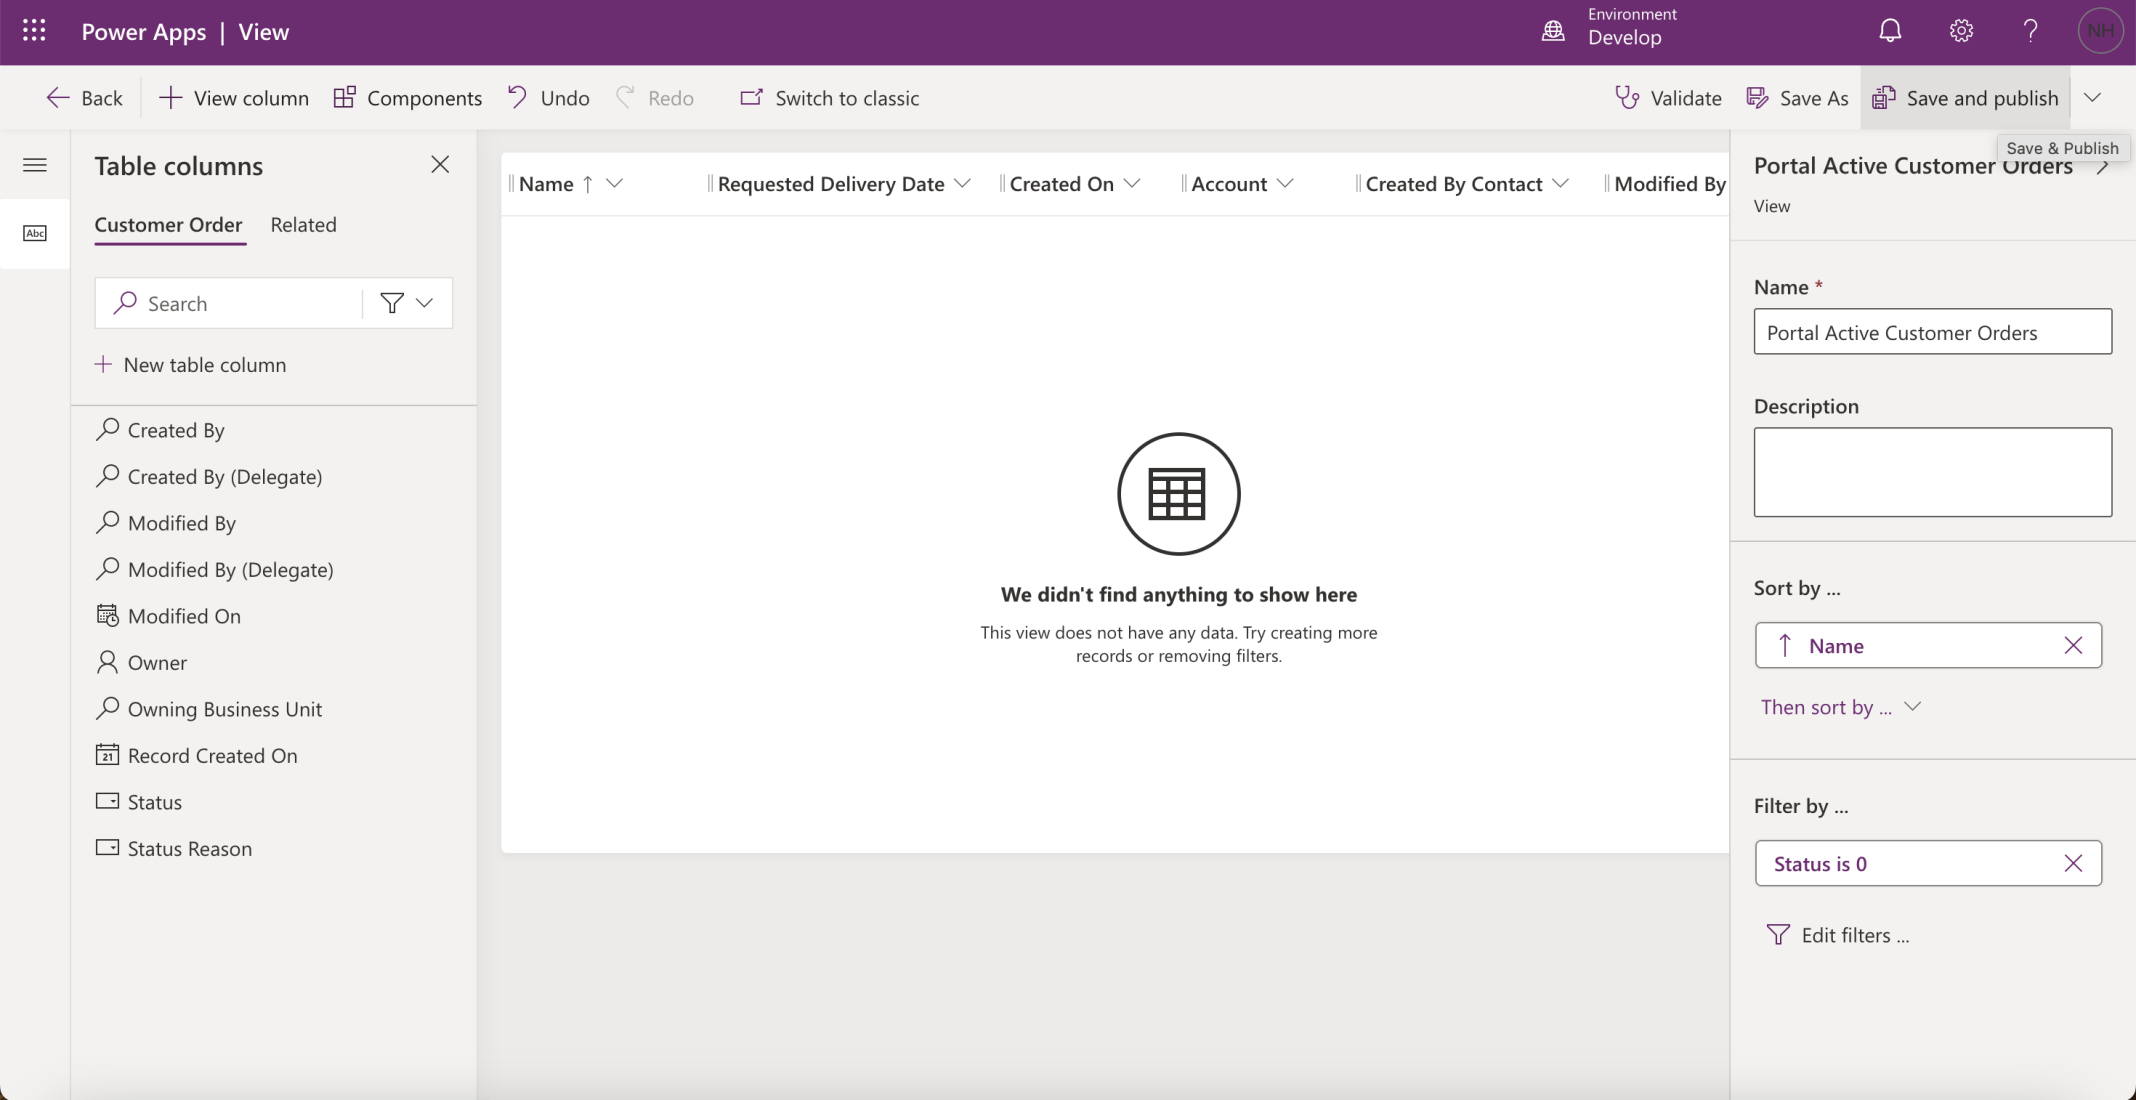 Power Apps | View
Environment
Develop
NH
Back
View column
Components
Undo
Redo
Switch to classic
Validate
Save As
Save and publish
Save & Publish
Table columns
Customer Order
Related
Search
New table column
Abc
Created By
Created By (Delegate)
Modified By
Modified By (Delegate)
Modified On
Owner
Owning Business Unit
21
Record Created On
Status
Status Reason
Name
Requested Delivery Date
Created On
Account
Created By Contact
Modified By
We didn't find anything to show here
This view does not have any data. Try creating more
records or removing filters.
Portal Active Customer Orders
View
Name *
Portal Active Customer Orders
Description
Sort by ...
Name
Then sort by ...
Filter by ...
Status is 0
Edit filters ...